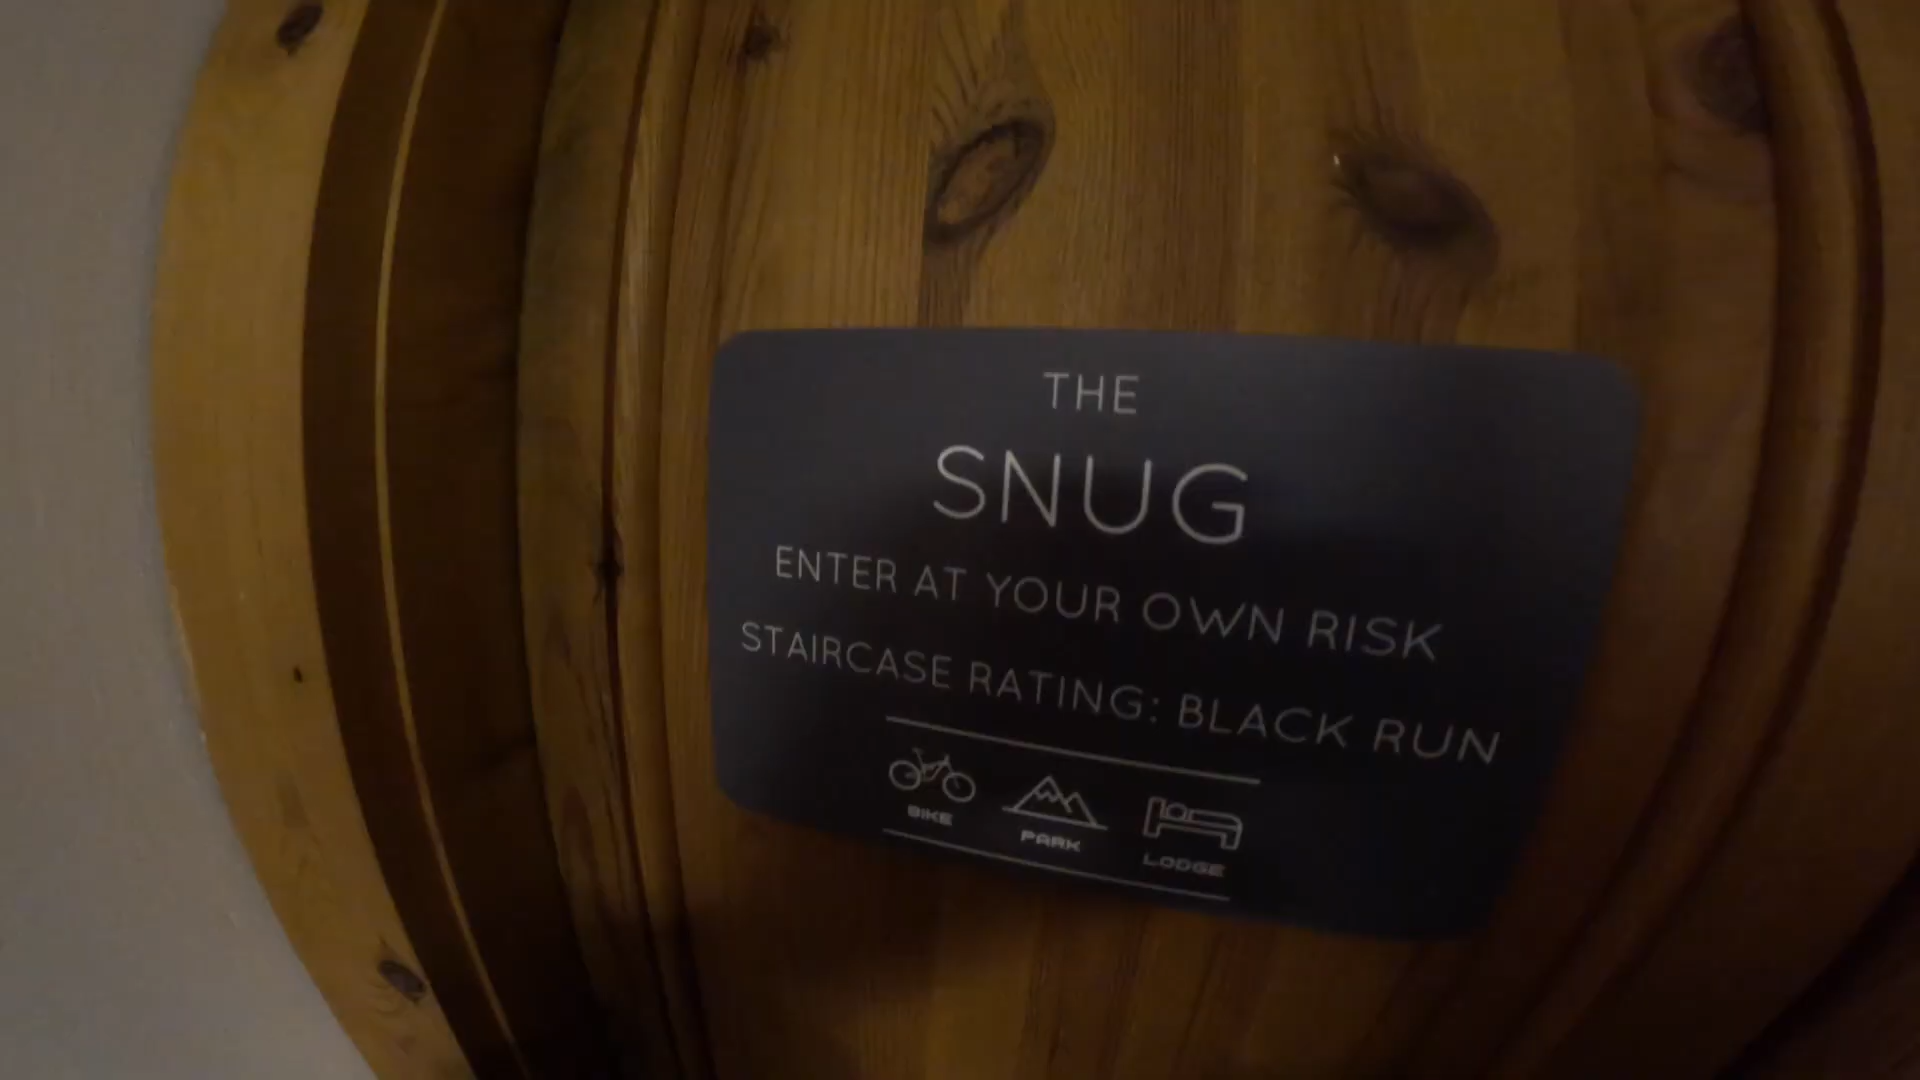 THE
SNUG
ENTER AT YOUR OWN RISK
STAIRCASE RATING: BLACK RUN
BIKE PARK LODGE